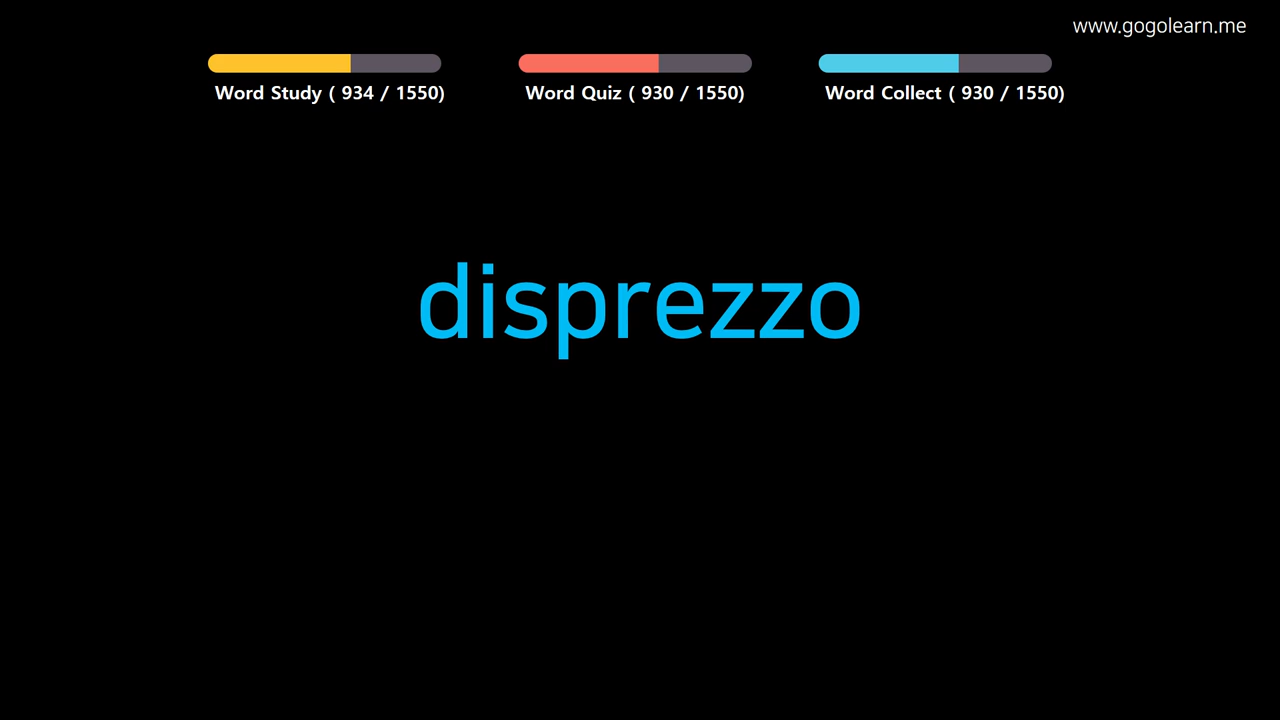 www.gogolearn.me
Word Study ( 934 / 1550)
Word Quiz ( 930 / 1550)
Word Collect ( 930 / 1550)
disprezzo